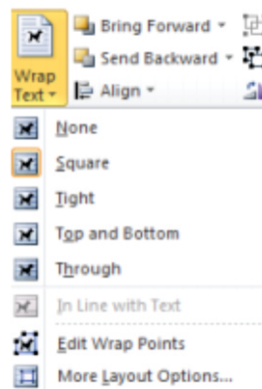 Wrap
Text
Bring Forward
Send Backward
Align
None
Square
Tight
Top and Bottom
Through
In Line with Text
Edit Wrap Points
More Layout Options...